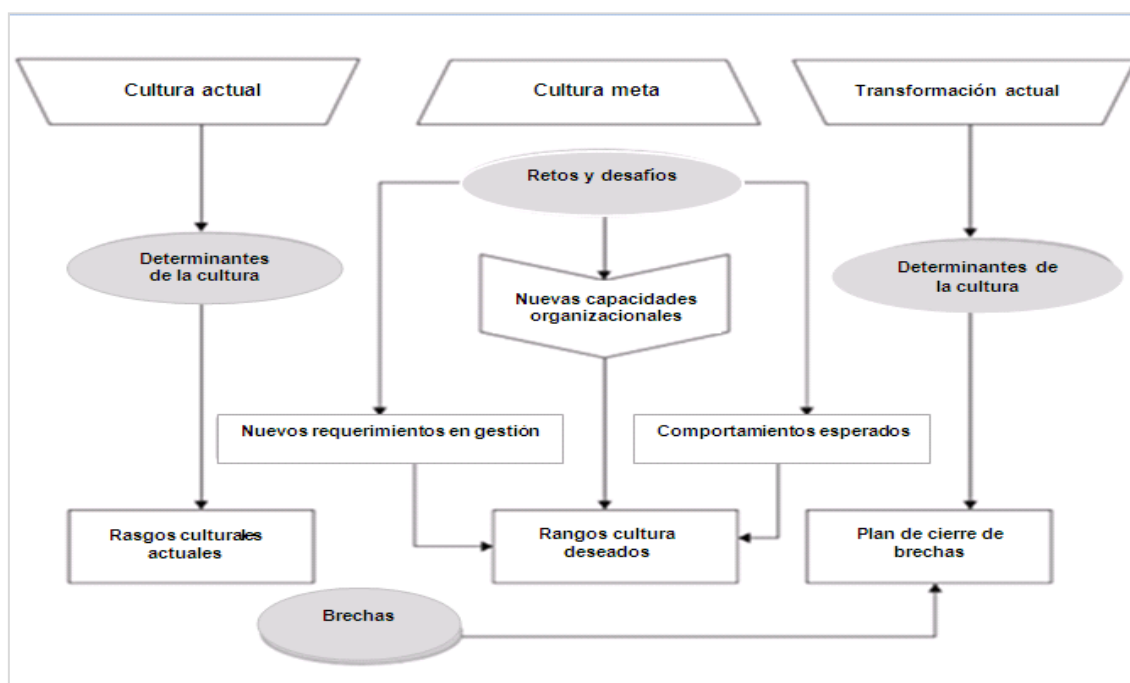 Cultura actual
Cultura meta
Transformación actual
Retos y desafíos
Determinantes
de la cultura
Determinantes de
la cultura
Nuevas capacidades
organizacionales
Nuevos requerimientos en gestión
Comportamientos esperados
Rasgos culturales
actuales
Rangos cultura
deseados
Plan de cierre de
brechas
Brechas